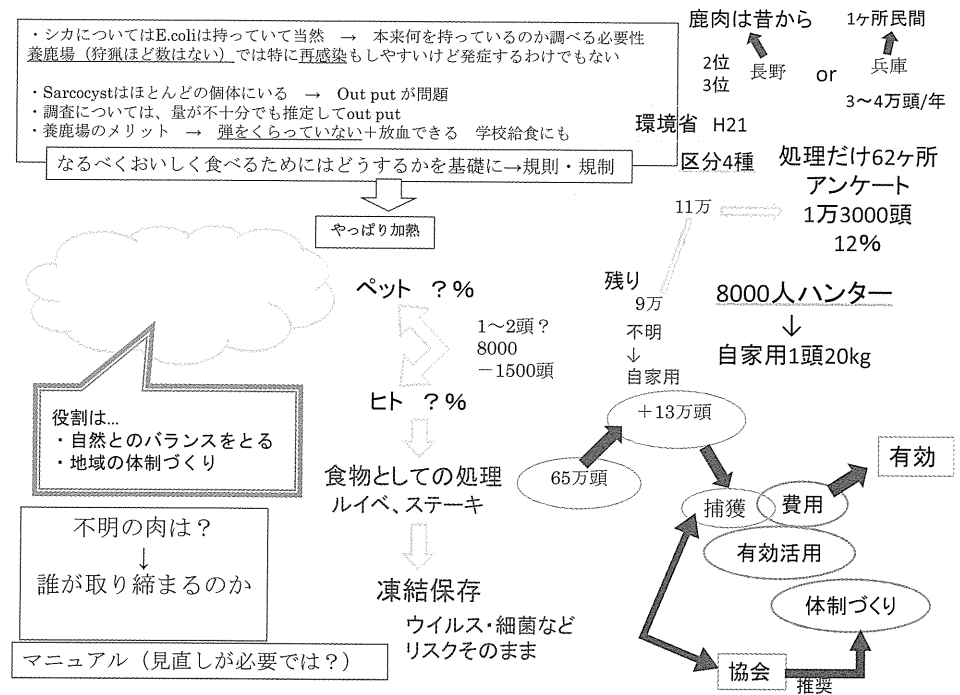 ・シカについてはE.coliは持っていて当然　→　本来何を持っているのか調べる必要性
養鹿場（狩猟ほど数はない）では特に再感染もしやすいけど発症するわけでもない
・Sarcocystはほとんどの個体にいる　→　Out put が問題
・調査については、量が不十分でも推定してout put
・養鹿場のメリット　→　弾をくらっていない＋放血できる　学校給食にも
なるべくおいしく食べるためにはどうするかを基礎に→規則・規制
やっぱり加熱
鹿肉は昔から
1ヶ所民間
2位
3位
長野
or
兵庫
3～4万頭/年
環境省 H21
区分4種
処理だけ62ヶ所
アンケート
1万3000頭
12%
11万
残り
9万
不明
↓
自家用
8000人ハンター
↓
自家用1頭20kg
ペット　？％
1～2頭？
8000
－1500頭
ヒト　？％
食物としての処理
ルイベ、ステーキ
凍結保存
ウイルス・細菌など
リスクそのまま
役割は…
・自然とのバランスをとる
・地域の体制づくり
不明の肉は？
↓
誰が取り締まるのか
マニュアル（見直しが必要では？）
＋13万頭
65万頭
捕獲
費用
有効
有効活用
体制づくり
協会
推奨